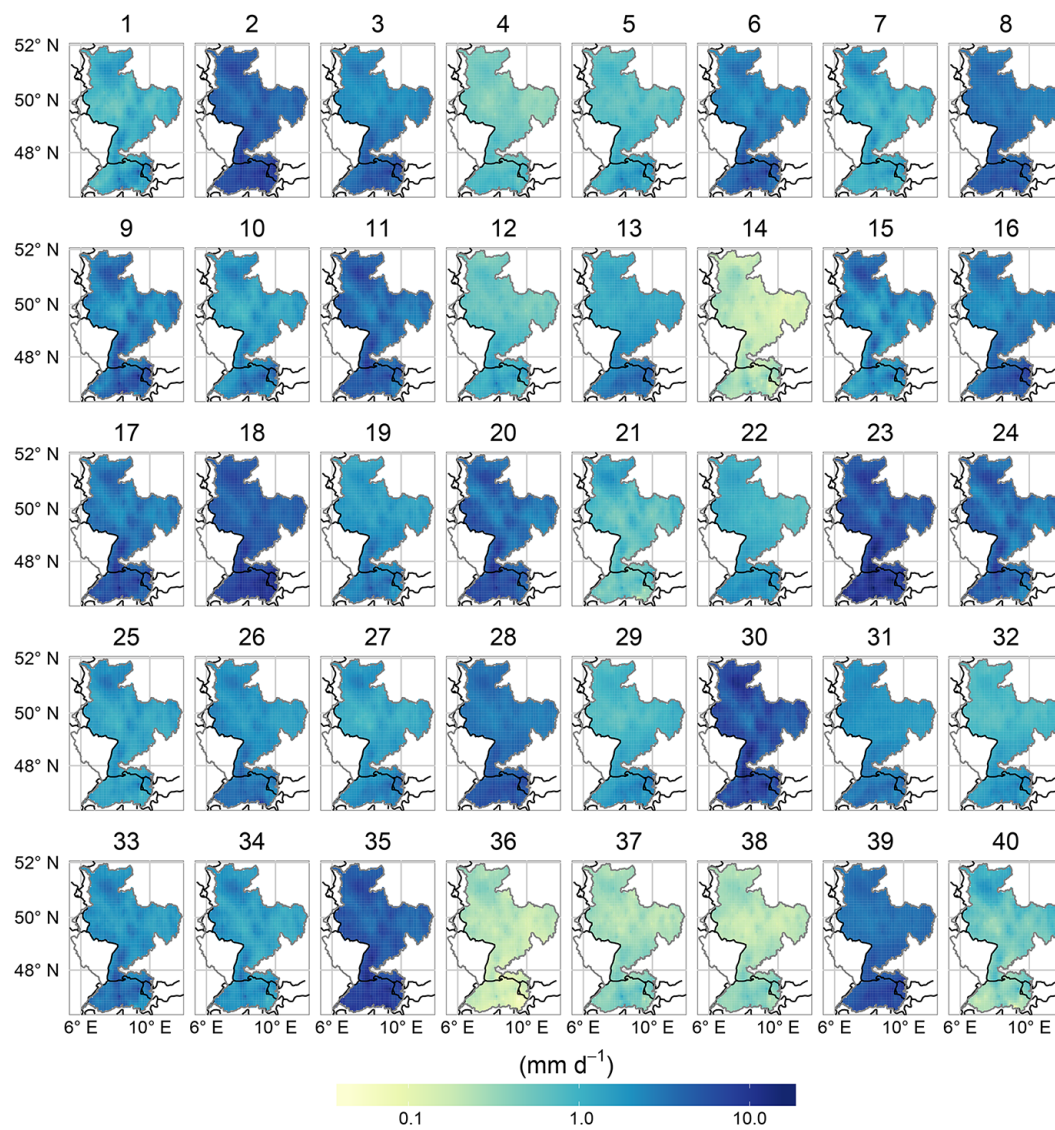 1 2 3 4 5 6 7 8
52° N
50° N
48° N
9 10 11 12 13 14 15 16
52° N
50° N
48° N
17 18 19 20 21 22 23 24
52° N
50° N
48° N
25 26 27 28 29 30 31 32
52° N
50° N
48° N
33 34 35 36 37 38 39 40
52° N
50° N
48° N
6° E 10° E 6° E 10° E 6° E 10° E 6° E 10° E 6° E 10° E 6° E 10° E 6° E 10° E 6° E 10° E
(mm d⁻¹)
0.1 1.0 10.0